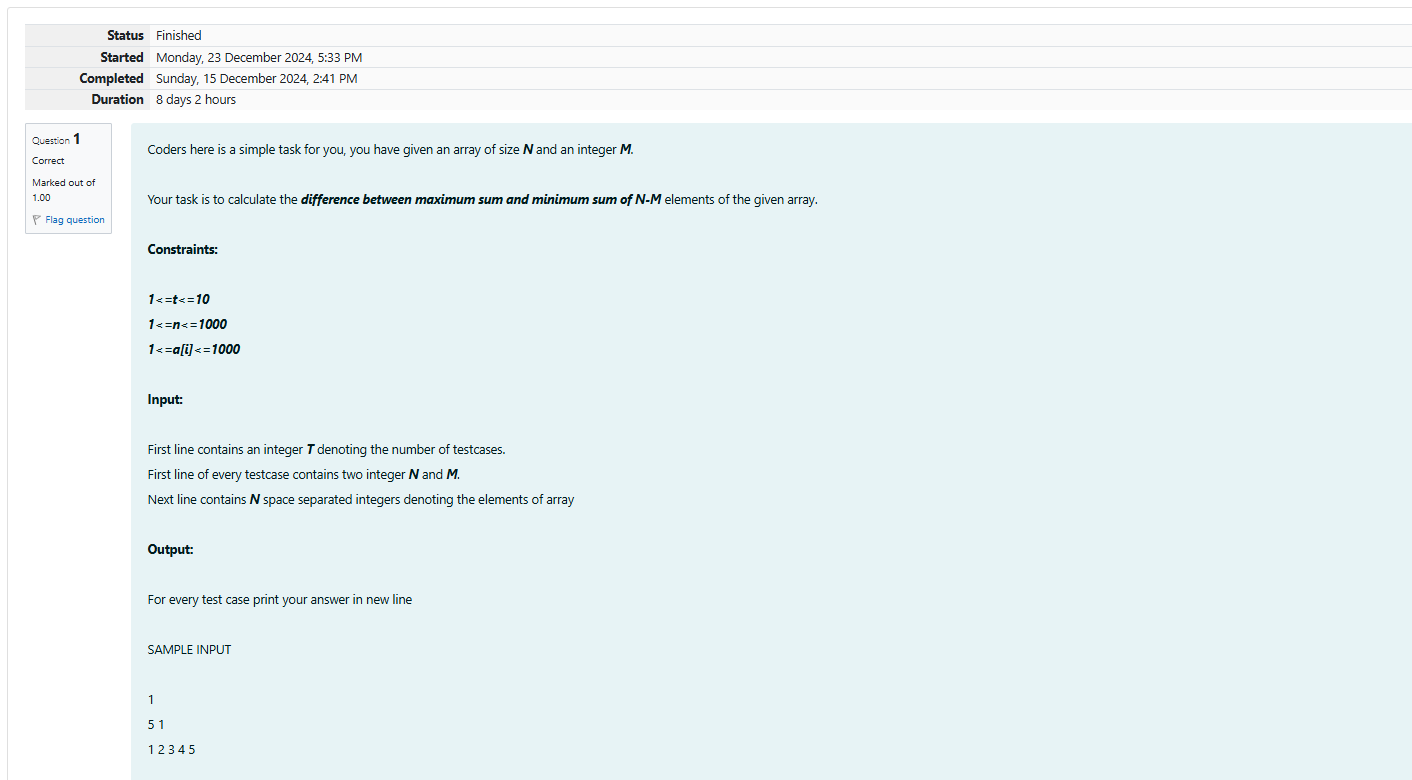 Status Finished
Started Monday, 23 December 2024, 5:33 PM
Completed Sunday, 15 December 2024, 2:41 PM
Duration 8 days 2 hours
Question 1
Correct
Marked out of
1.00
Flag question
Coders here is a simple task for you, you have given an array of size N and an integer M.
Your task is to calculate the difference between maximum sum and minimum sum of N-M elements of the given array.
Constraints:
1<=t<=10
1<=n<=1000
1<=a[i]<=1000
Input:
First line contains an integer T denoting the number of testcases.
First line of every testcase contains two integer N and M.
Next line contains N space separated integers denoting the elements of array
Output:
For every test case print your answer in new line
SAMPLE INPUT
1
5 1
1 2 3 4 5